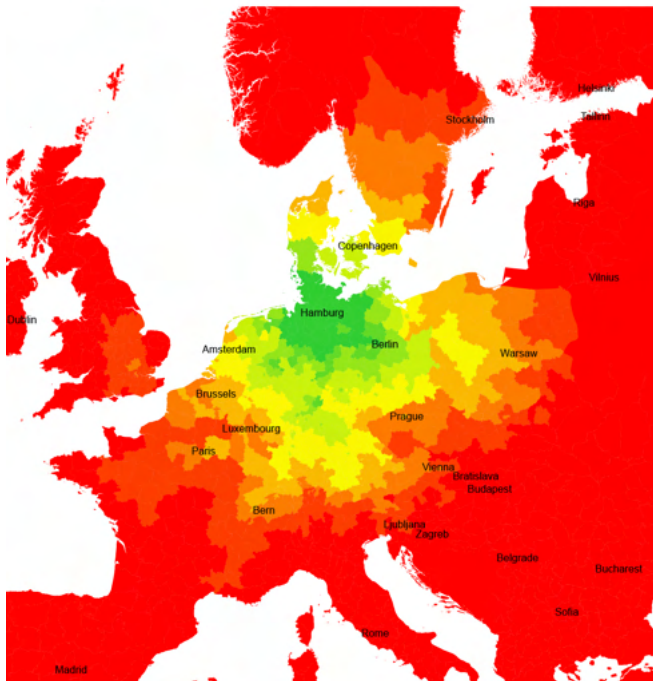 Helsinki
Stockholm
Tallinn
Riga
Copenhagen
Vilnius
Hamburg
Dublin
Berlin
Amsterdam
Warsaw
Brussels
Prague
Luxembourg
Paris
Vienna
Bratislava
Budapest
Bern
Ljubljana
Zagreb
Belgrade
Bucharest
Sofia
Rome
Madrid